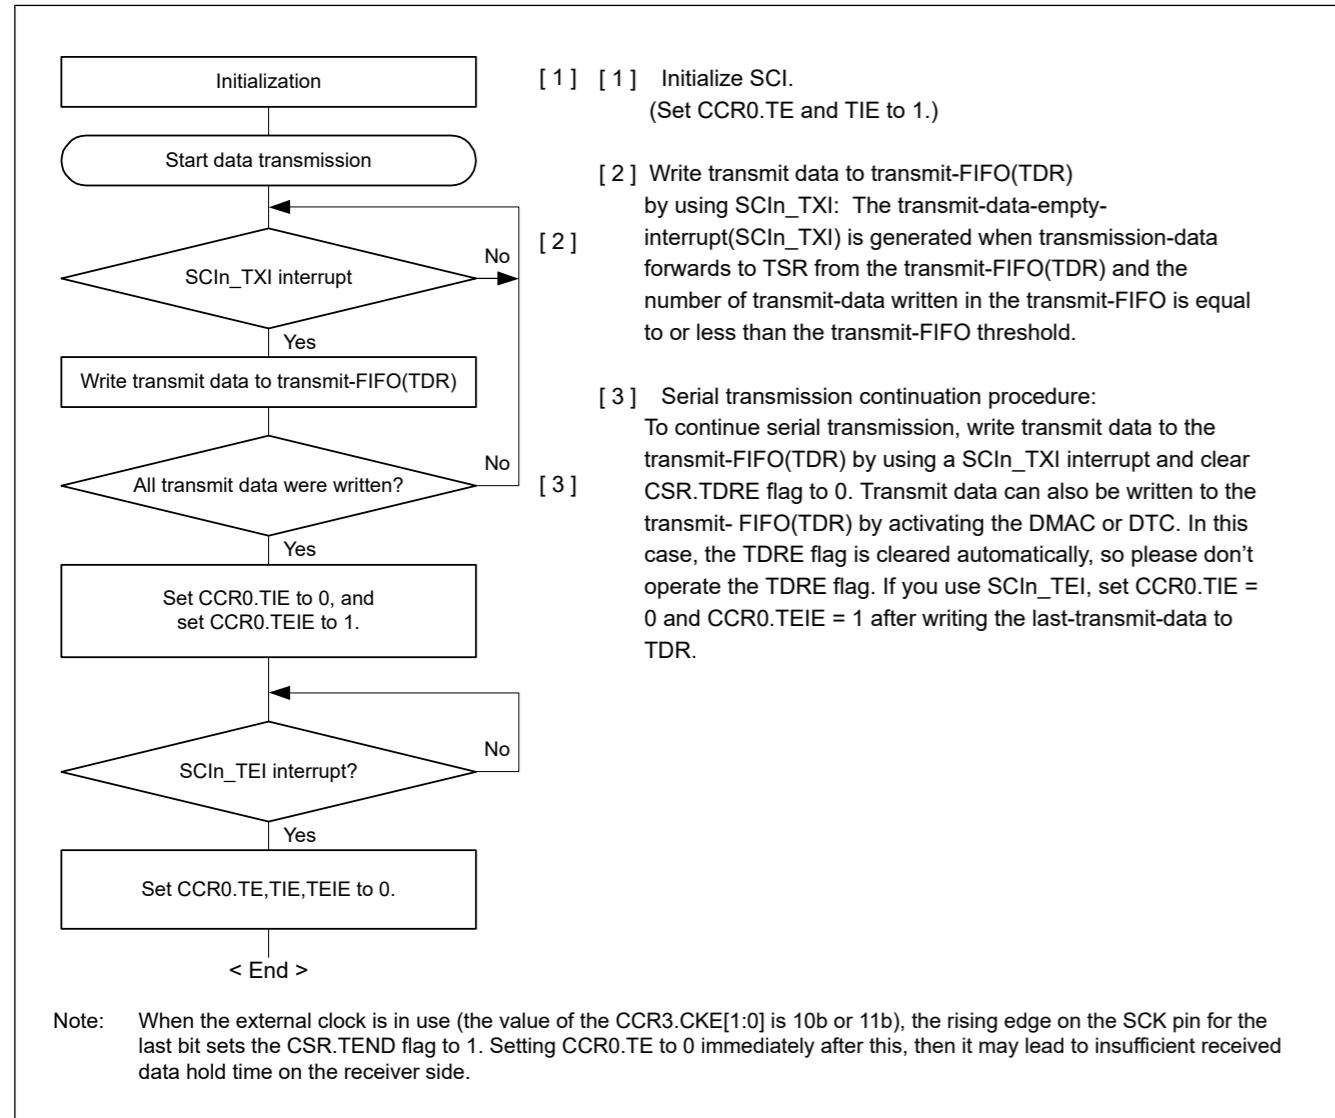 Initialization
[ 1 ]
Start data transmission
SCIn_TXI interrupt
No
[ 2 ]
Yes
Write transmit data to transmit-FIFO(TDR)
All transmit data were written?
No
[ 3 ]
Yes
Set CCR0.TIE to 0, and
set CCR0.TEIE to 1.
SCIn_TEI interrupt?
No
Yes
Set CCR0.TE,TIE,TEIE to 0.
< End >
[ 1 ] Initialize SCI.
(Set CCR0.TE and TIE to 1.)
[ 2 ] Write transmit data to transmit-FIFO(TDR)
by using SCIn_TXI: The transmit-data-empty-
interrupt(SCIn_TXI) is generated when transmission-data
forwards to TSR from the transmit-FIFO(TDR) and the
number of transmit-data written in the transmit-FIFO is equal
to or less than the transmit-FIFO threshold.
[ 3 ] Serial transmission continuation procedure:
To continue serial transmission, write transmit data to the
transmit-FIFO(TDR) by using a SCIn_TXI interrupt and clear
CSR.TDRE flag to 0. Transmit data can also be written to the
transmit- FIFO(TDR) by activating the DMAC or DTC. In this
case, the TDRE flag is cleared automatically, so please don't
operate the TDRE flag. If you use SCIn_TEI, set CCR0.TIE =
0 and CCR0.TEIE = 1 after writing the last-transmit-data to
TDR.
Note: When the external clock is in use (the value of the CCR3.CKE[1:0] is 10b or 11b), the rising edge on the SCK pin for the
last bit sets the CSR.TEND flag to 1. Setting CCR0.TE to 0 immediately after this, then it may lead to insufficient received
data hold time on the receiver side.